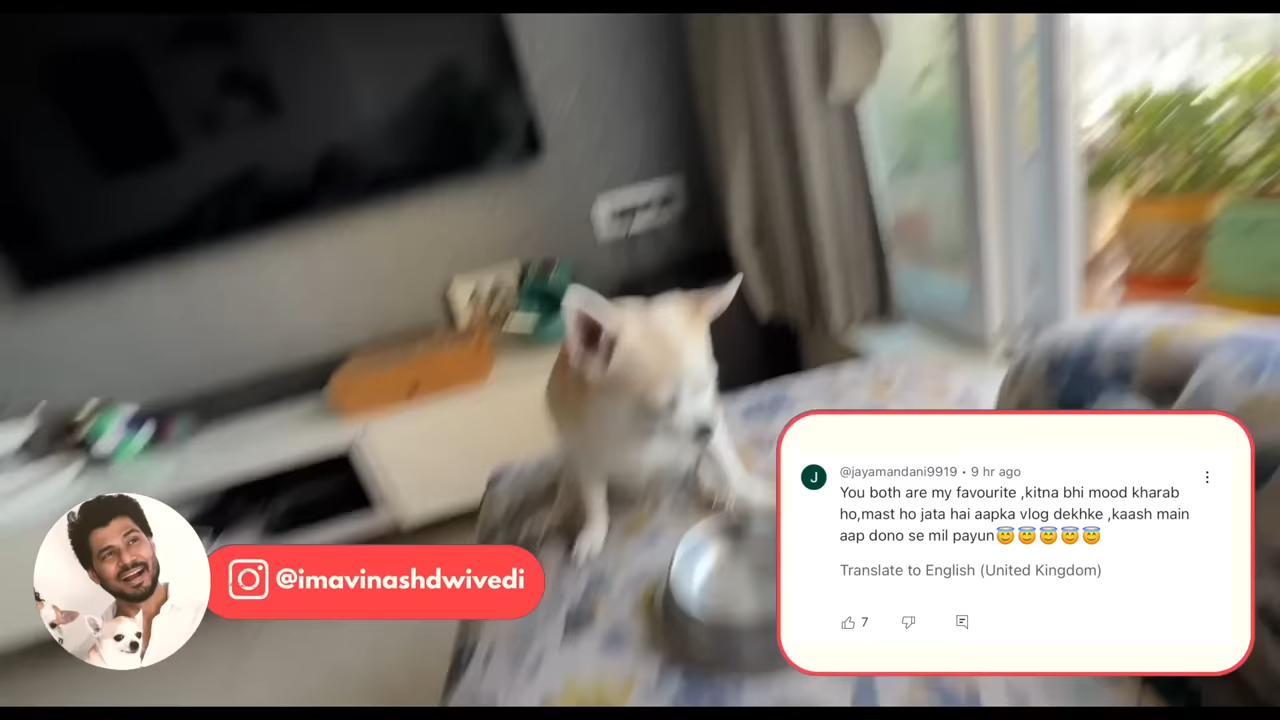 @jayamandani9919 • 9 hr ago
You both are my favourite ,kitna bhi mood kharab
ho,mast ho jata hai aapka vlog dekhke ,kaash main
aap dono se mil payun😇😇😇😇😇
Translate to English (United Kingdom)
7
@imavinashdwivedi
J